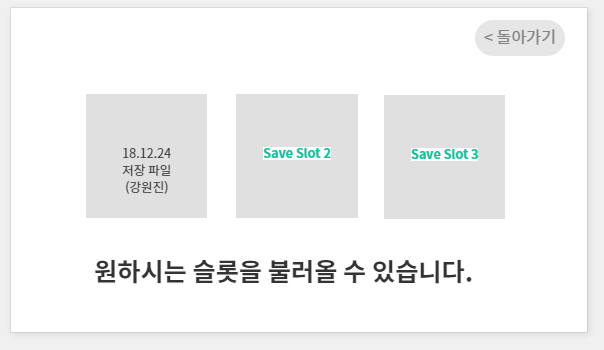 < 돌아가기
18.12.24
저장 파일
(강원진)
Save Slot 2
Save Slot 3
원하시는 슬롯을 불러올 수 있습니다.